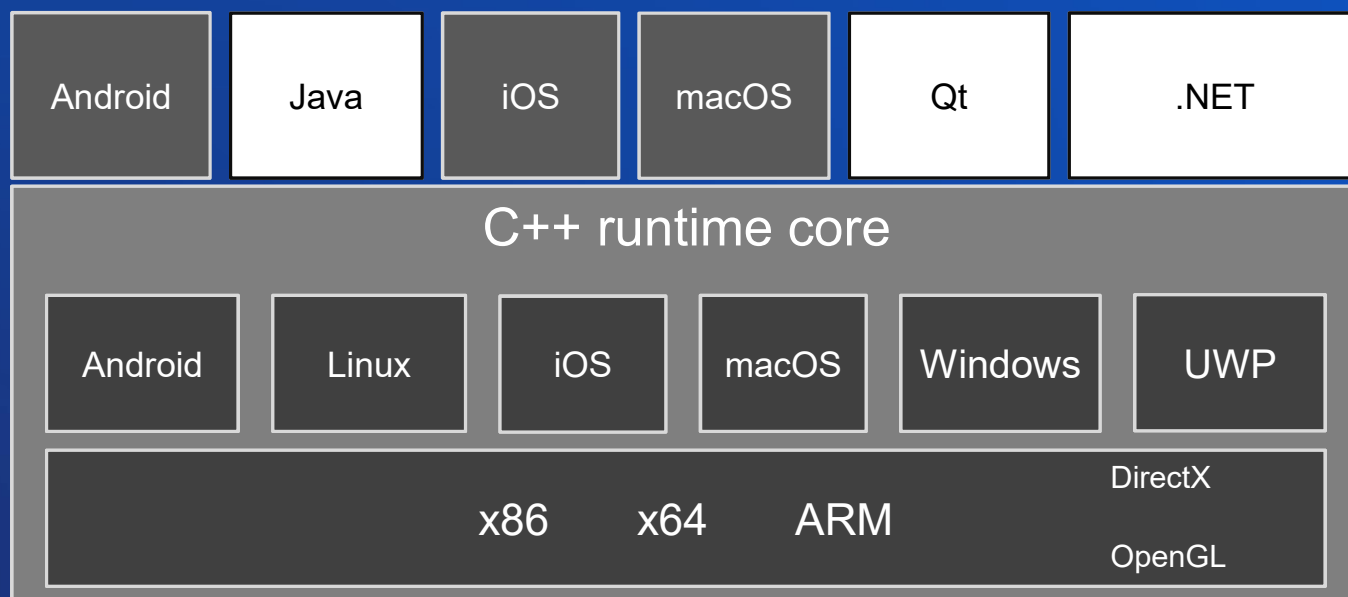 Android
Java
iOS
macOS
Qt
.NET
C++ runtime core
Android
Linux
iOS
macOS
Windows
UWP
x86
x64
ARM
DirectX
OpenGL